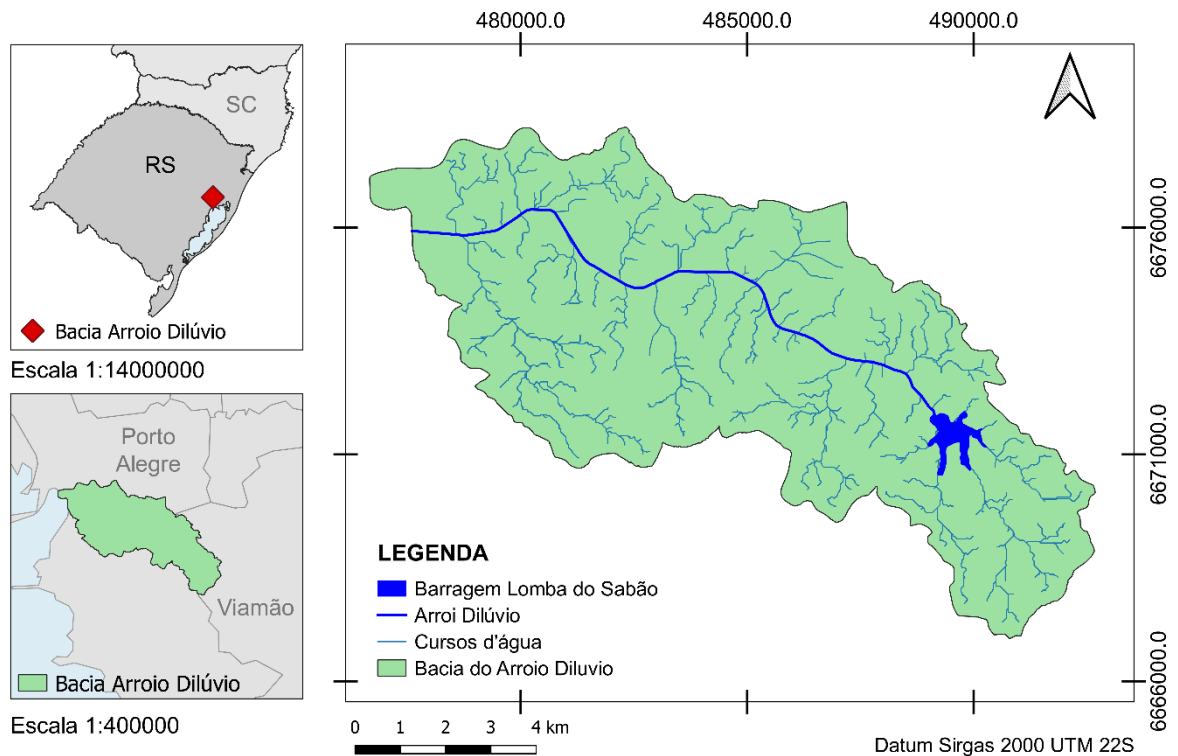 SC
RS
Bacia Arroio Dilúvio
Escala 1:14000000
Porto
Alegre
Viamão
Bacia Arroio Dilúvio
Escala 1:400000
480000.0
485000.0
490000.0
6676000.0
6671000.0
6666000.0
LEGENDA
Barragem Lomba do Sabão
Arroi Dilúvio
Cursos d'água
Bacia do Arroio Diluvio
0 1 2 3 4 km
Datum Sirgas 2000 UTM 22S